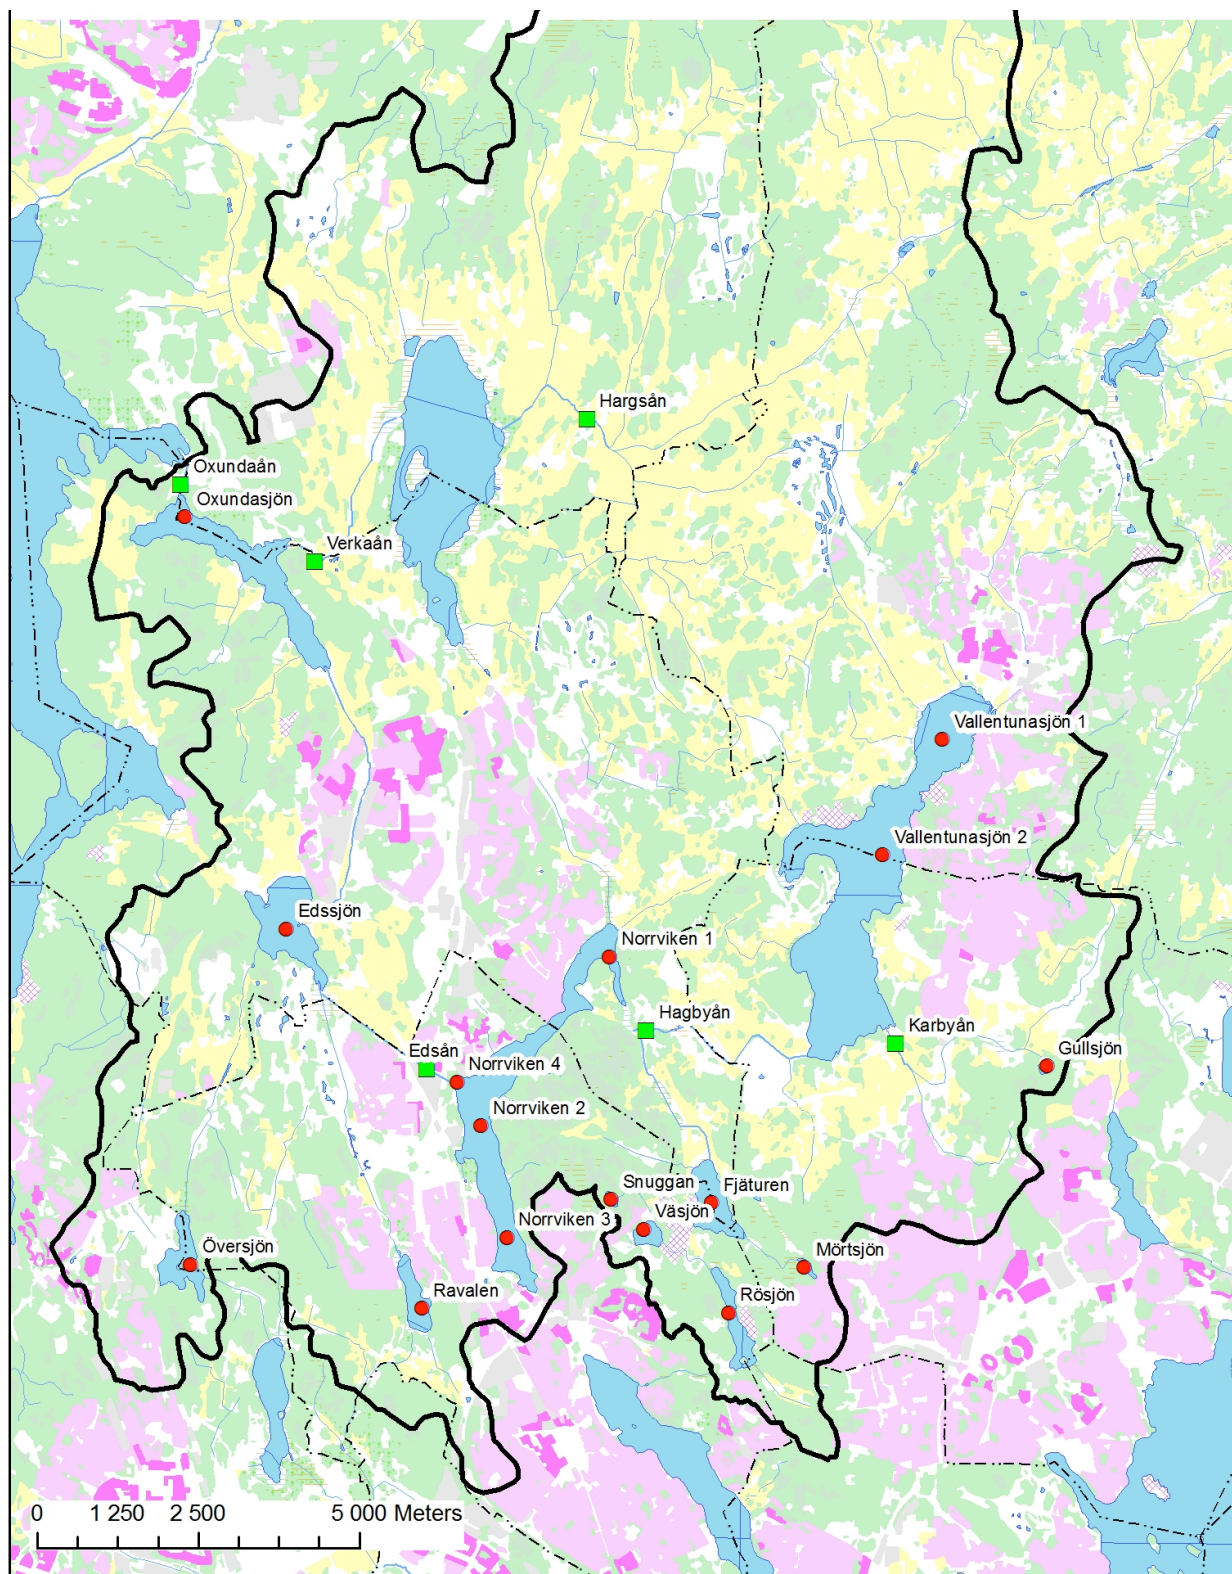 Hargsån
Oxundaån
Oxundasjön
Verkaån
Vallentunasjön 1
Vallentunasjön 2
Edssjön
Norrviken 1
Hagbyån
Karbyån
Edsån
Gullsjön
Norrviken 4
Norrviken 2
Snuggan
Fjäturen
Väsjön
Norrviken 3
Översjön
Mörtsjön
Ravalen
Rösjön
0 1 250 2 500 5 000 Meters